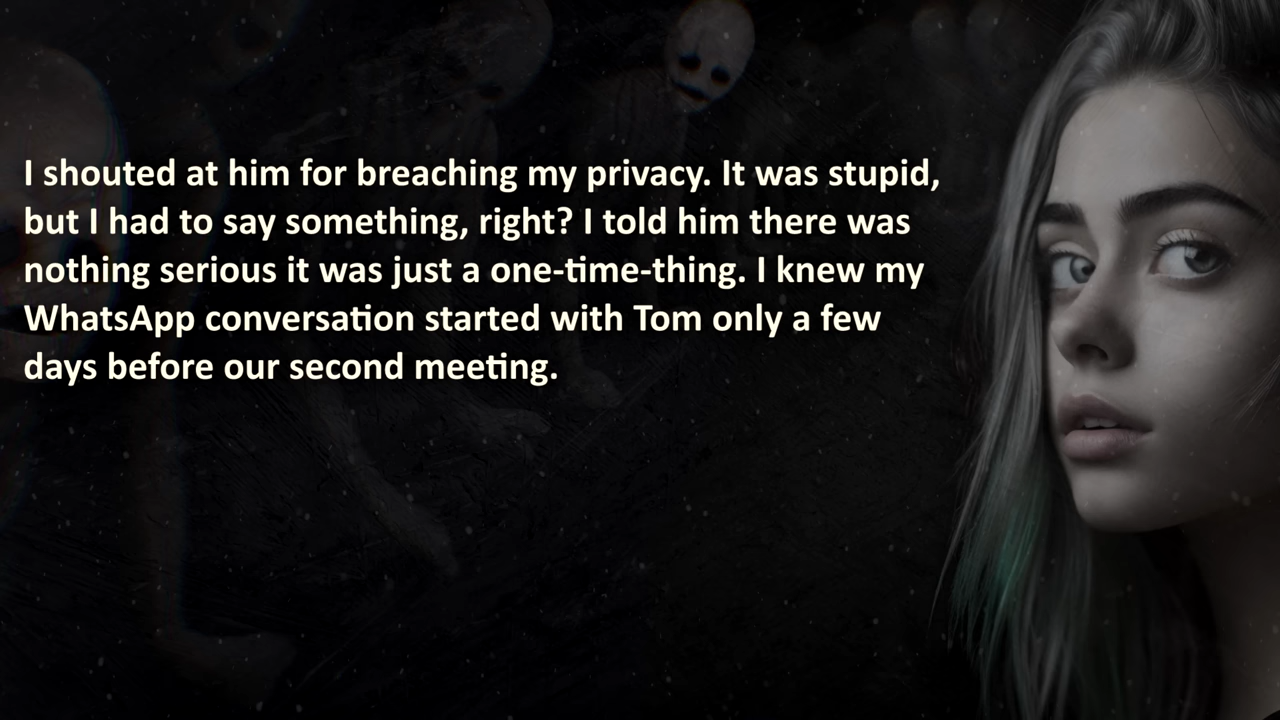 I shouted at him for breaching my privacy. It was stupid,
but I had to say something, right? I told him there was
nothing serious it was just a one-time-thing. I knew my
WhatsApp conversation started with Tom only a few
days before our second meeting.